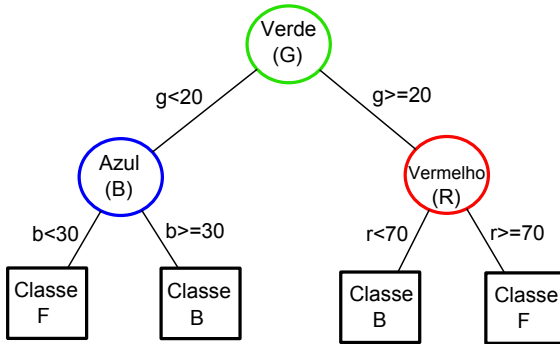 Verde
(G)
g<20
g>=20
Azul
(B)
Vermelho
(R)
b<30
b>=30
r<70
r>=70
Classe
F
Classe
B
Classe
B
Classe
F